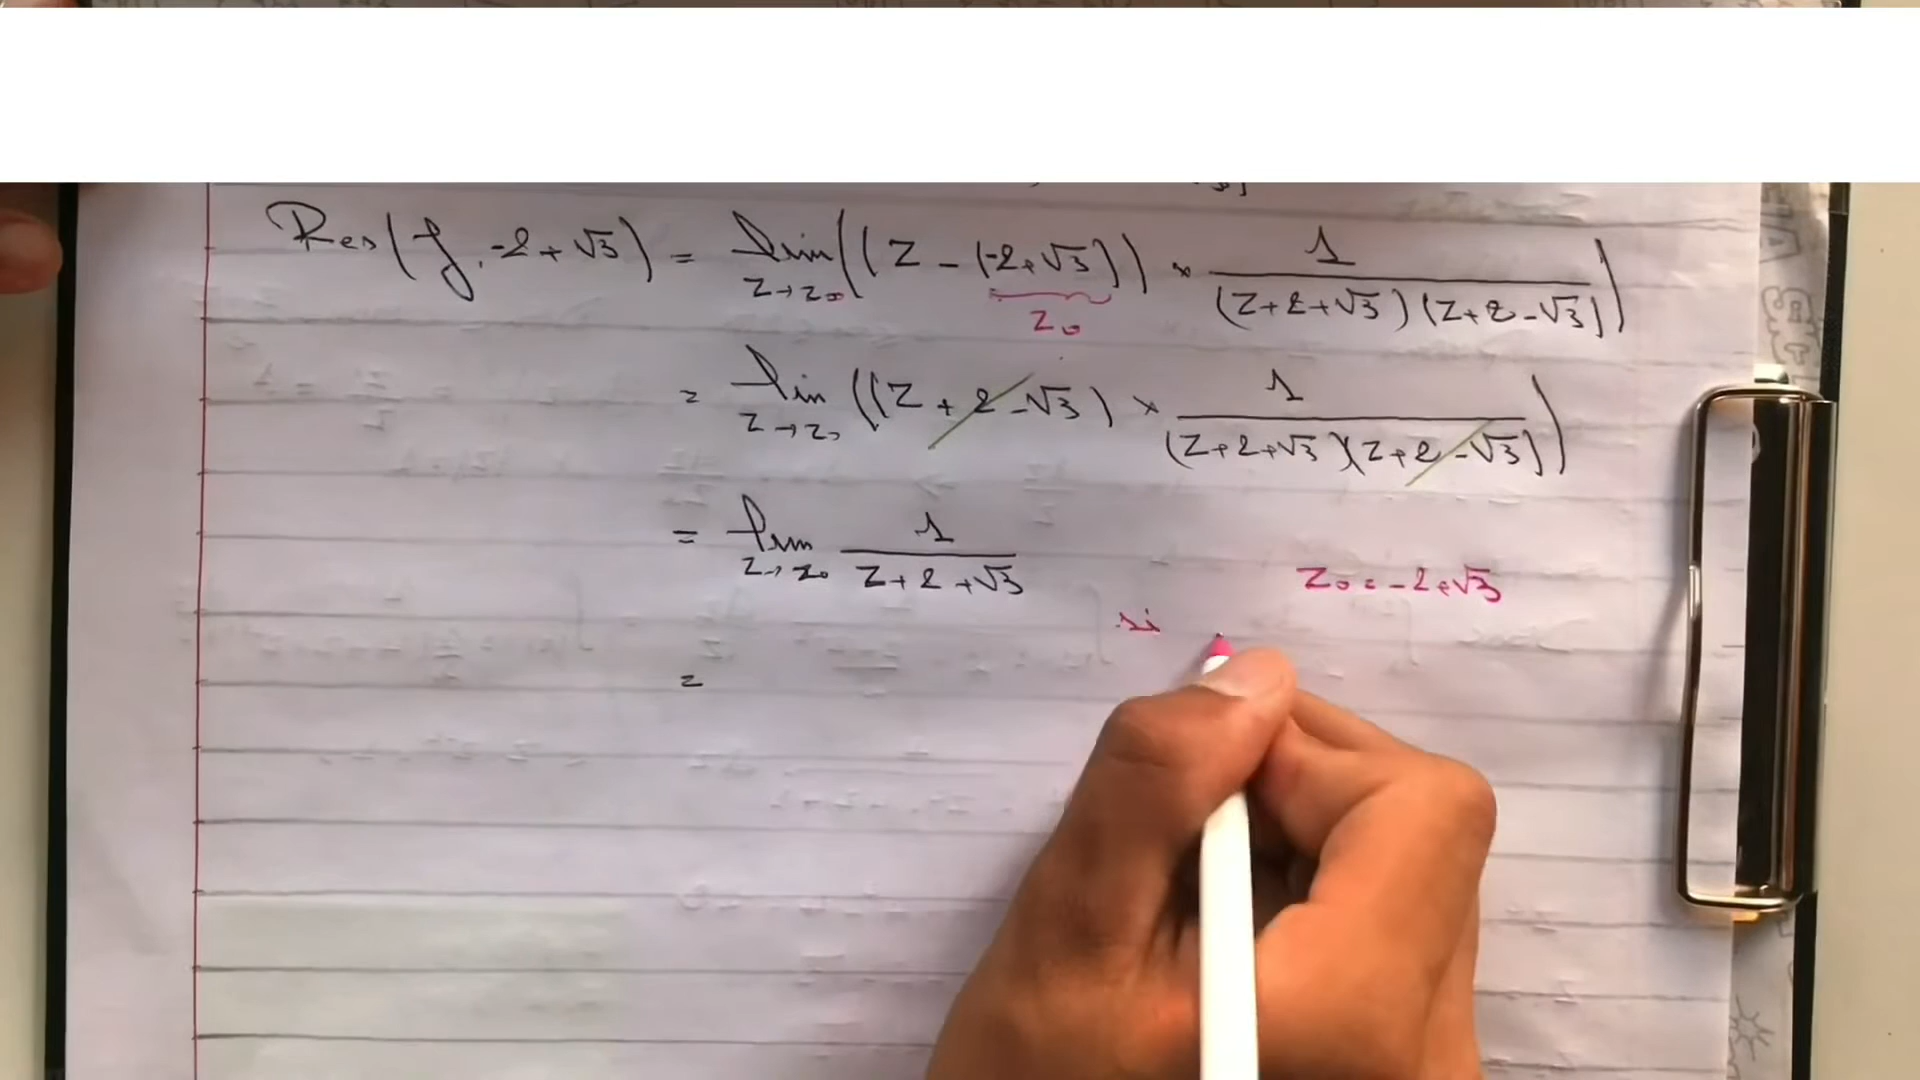 Res(f, -2+√3) = lim z→z₀ ((z - (-2+√3)) × 1/((z+2+√3)(z+2-√3)))
z₀
= lim z→z₀ ((z+2-√3) × 1/((z+2+√3)(z+2-√3)))
= lim z→z₀ 1/(z+2+√3)
z₀ = -2+√3
si
=